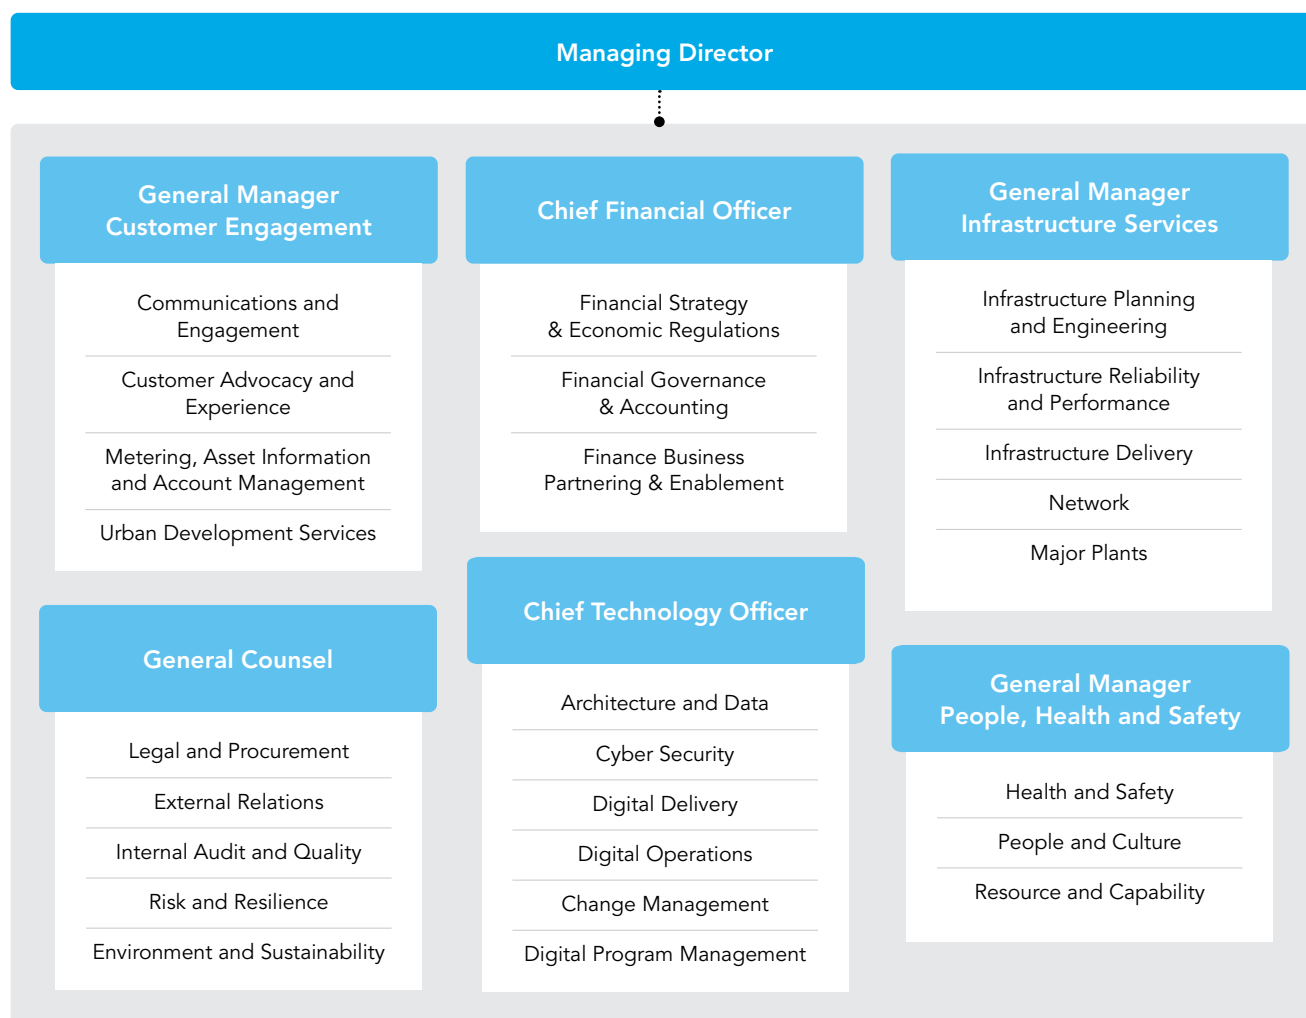 Managing Director
General Manager
Customer Engagement
Communications and
Engagement
Customer Advocacy and
Experience
Metering, Asset Information
and Account Management
Urban Development Services
General Counsel
Legal and Procurement
External Relations
Internal Audit and Quality
Risk and Resilience
Environment and Sustainability
Chief Financial Officer
Financial Strategy
& Economic Regulations
Financial Governance
& Accounting
Finance Business
Partnering & Enablement
Chief Technology Officer
Architecture and Data
Cyber Security
Digital Delivery
Digital Operations
Change Management
Digital Program Management
General Manager
Infrastructure Services
Infrastructure Planning
and Engineering
Infrastructure Reliability
and Performance
Infrastructure Delivery
Network
Major Plants
General Manager
People, Health and Safety
Health and Safety
People and Culture
Resource and Capability